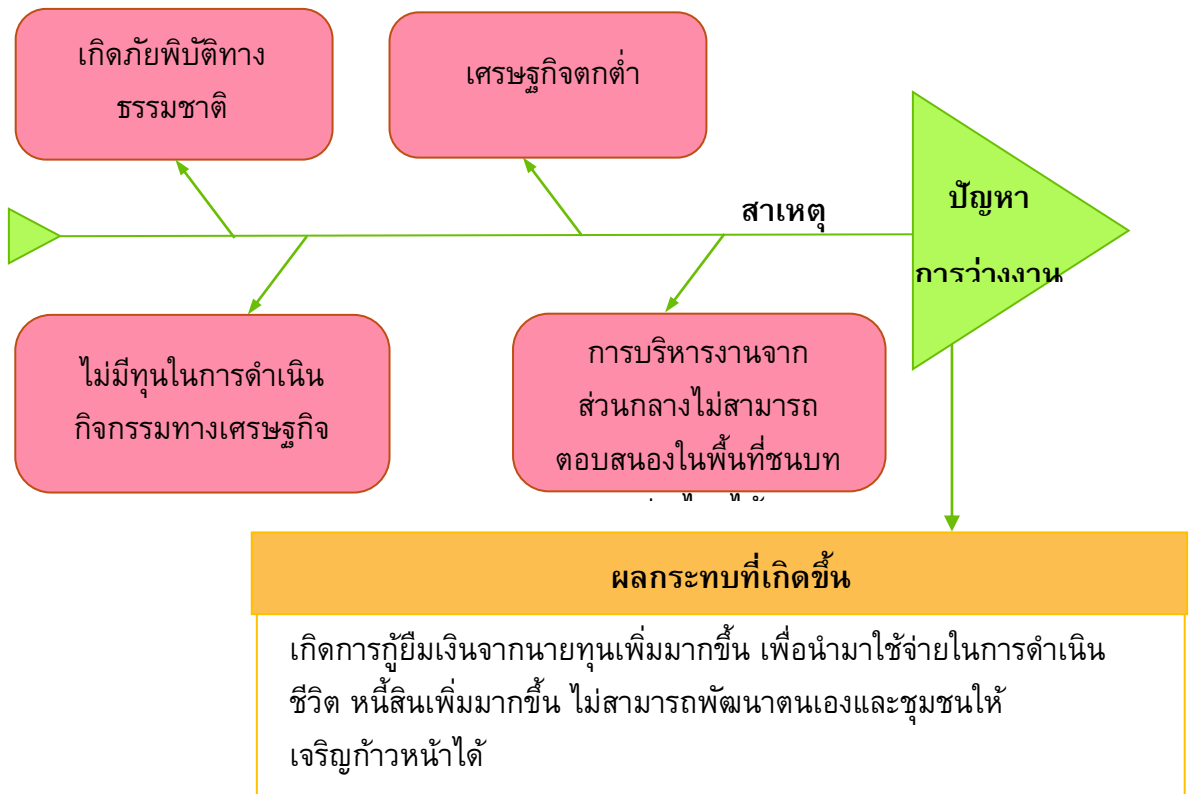 เกิดภัยพิบัติทาง
ธรรมชาติ
เศรษฐกิจตกต่ำ
สาเหตุ
ปัญหา
การว่างงาน
ไม่มีทุนในการดำเนิน
กิจกรรมทางเศรษฐกิจ
การบริหารงานจาก
ส่วนกลางไม่สามารถ
ตอบสนองในพื้นที่ชนบท
ผลกระทบที่เกิดขึ้น
เกิดการกู้ยืมเงินจากนายทุนเพิ่มมากขึ้น เพื่อนำมาใช้จ่ายในการดำเนิน
ชีวิต หนี้สินเพิ่มมากขึ้น ไม่สามารถพัฒนาตนเองและชุมชนให้
เจริญก้าวหน้าได้